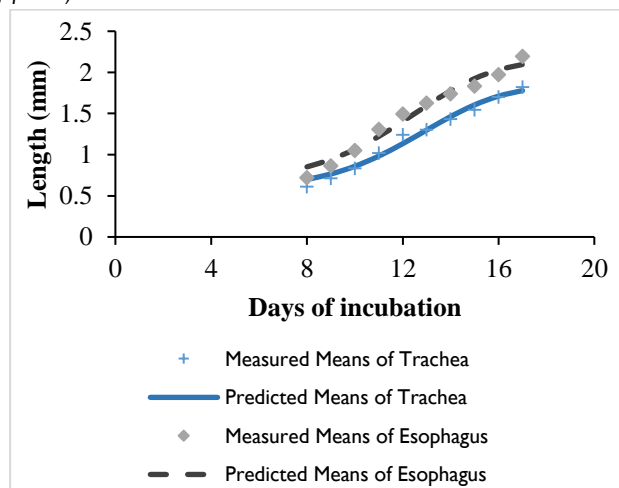 2.5
2
1.5
1
0.5
0
0 4 8 12 16 20
Length (mm)
Days of incubation
Measured Means of Trachea
Predicted Means of Trachea
Measured Means of Esophagus
Predicted Means of Esophagus